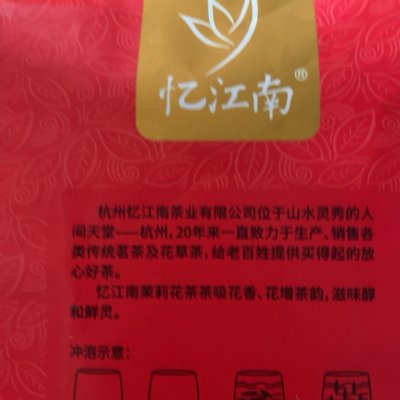 忆江南®
杭州忆江南茶业有限公司位于山水灵秀的人
间天堂——杭州，20年来一直致力于生产、销售各
类传统茗茶及花草茶，给老百姓提供买得起的放
心好茶。
忆江南茉莉花茶茶吸花香、花增茶韵，滋味醇
和鲜灵。
冲泡示意：